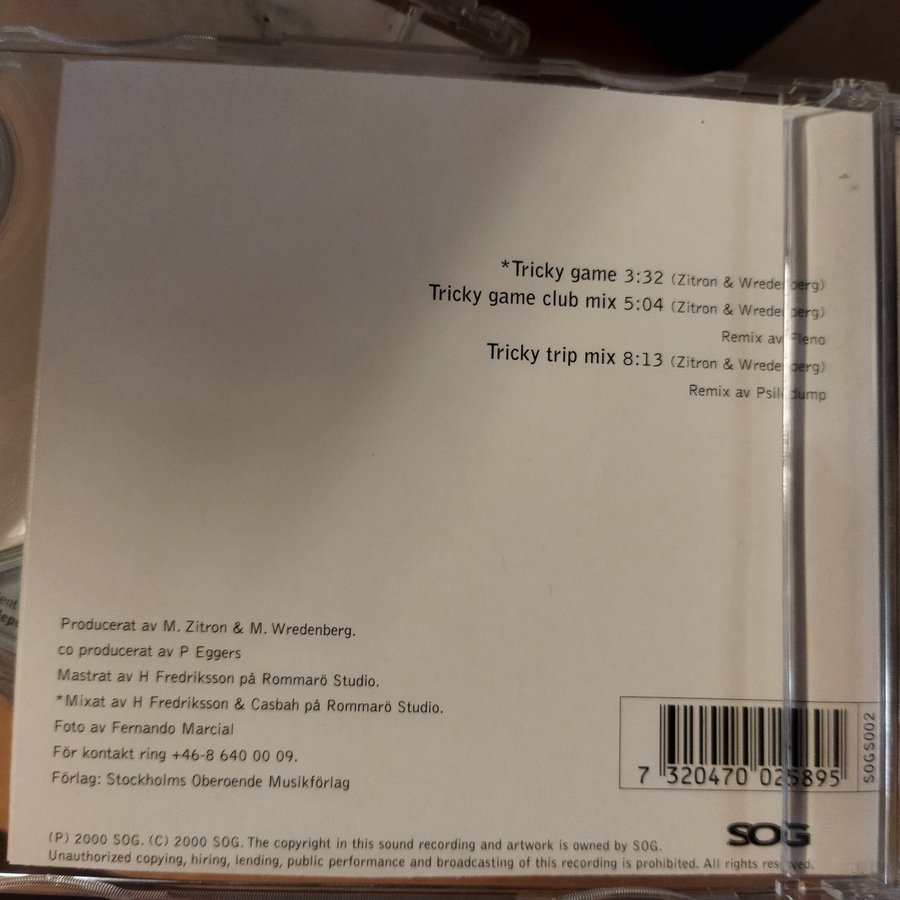 *Tricky game 3:32 (Zitron & Wredenberg)
Tricky game club mix 5:04 (Zitron & Wredenberg)
Remix av
Tricky trip mix 8:13 (Zitron & Wredenberg)
Remix av Psilodump
Producerat av M. Zitron & M. Wredenberg.
co producerat av P Eggers
Mastrat av H Fredriksson på Rommarö Studio.
*Mixat av H Fredriksson & Casbah på Rommarö Studio.
Foto av Fernando Marcial
För kontakt ring +46-8 640 00 09.
Förlag: Stockholms Oberoende Musikförlag
7 320470 025895
SOGS002
SOG
(P) 2000 SOG. (C) 2000 SOG. The copyright in this sound recording and artwork is owned by SOG.
Unauthorized copying, hiring, lending, public performance and broadcasting of this recording is prohibited. All rights reserved.